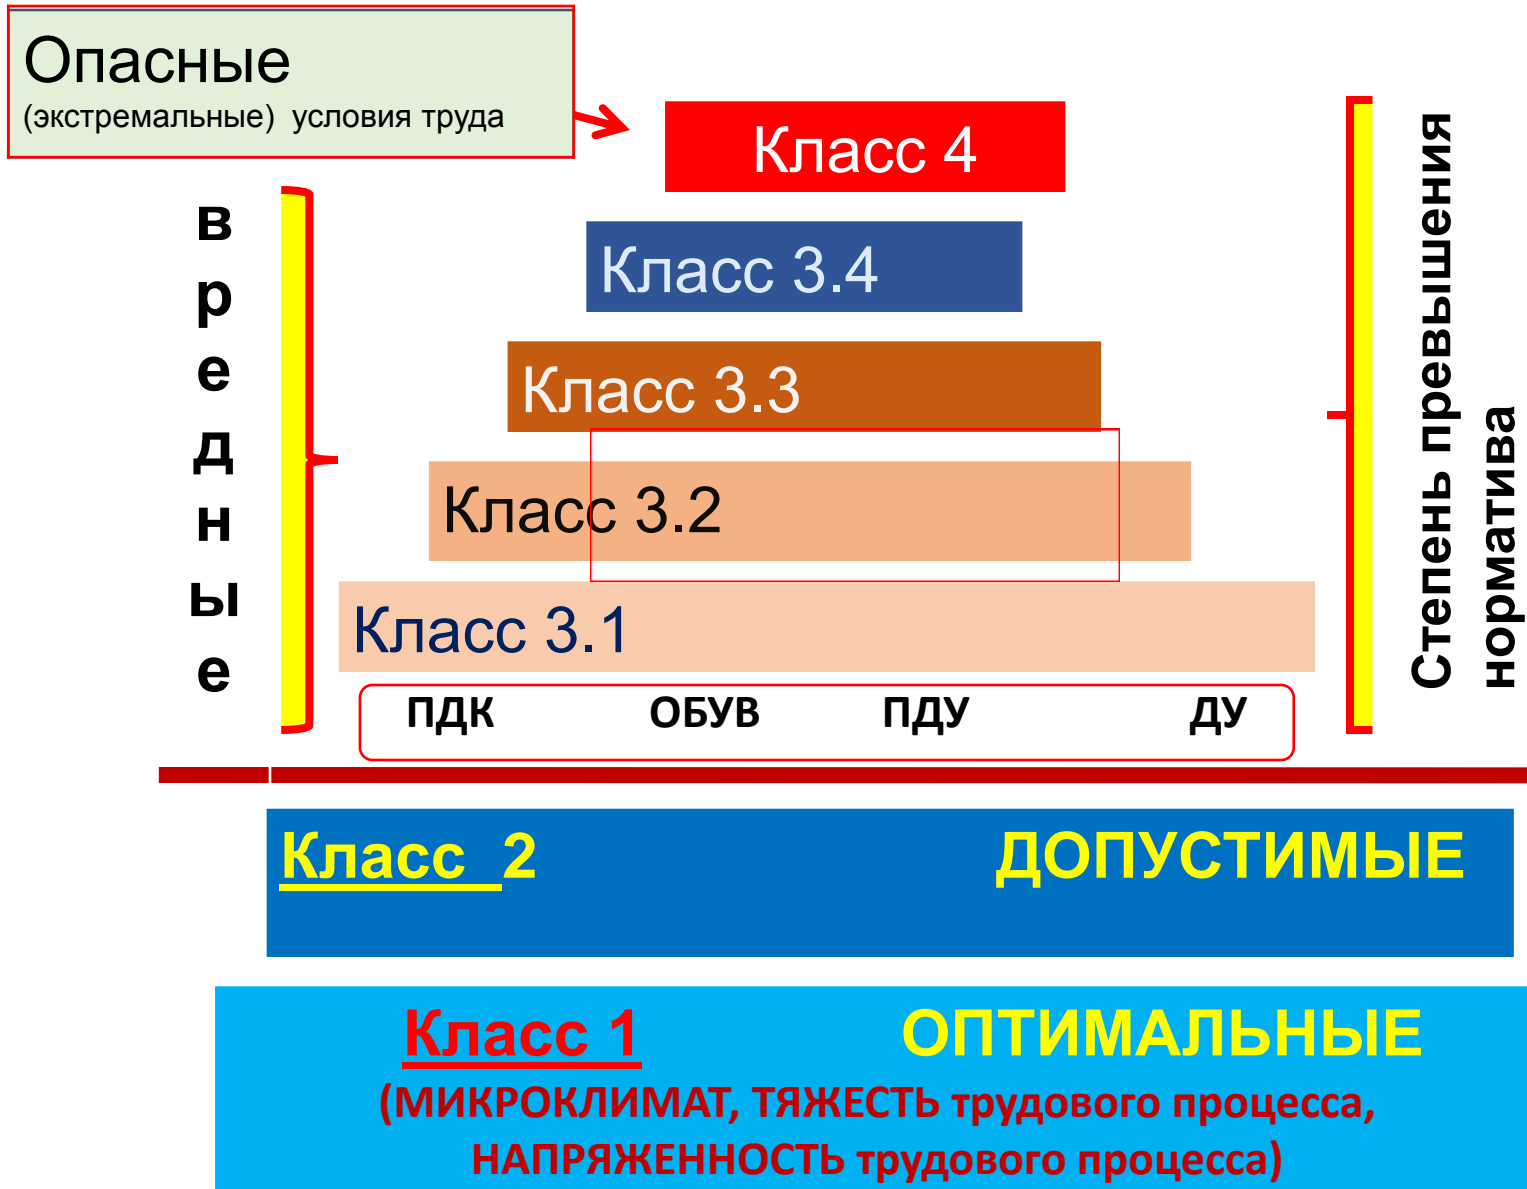 Опасные
(экстремальные) условия труда
Класс 4
Класс 3.4
Класс 3.3
Класс 3.2
Класс 3.1
вредные
Степень превышения
норматива
ПДК ОБУВ ПДУ ДУ
Класс 2 ДОПУСТИМЫЕ
Класс 1 ОПТИМАЛЬНЫЕ
(МИКРОКЛИМАТ, ТЯЖЕСТЬ трудового процесса,
НАПРЯЖЕННОСТЬ трудового процесса)